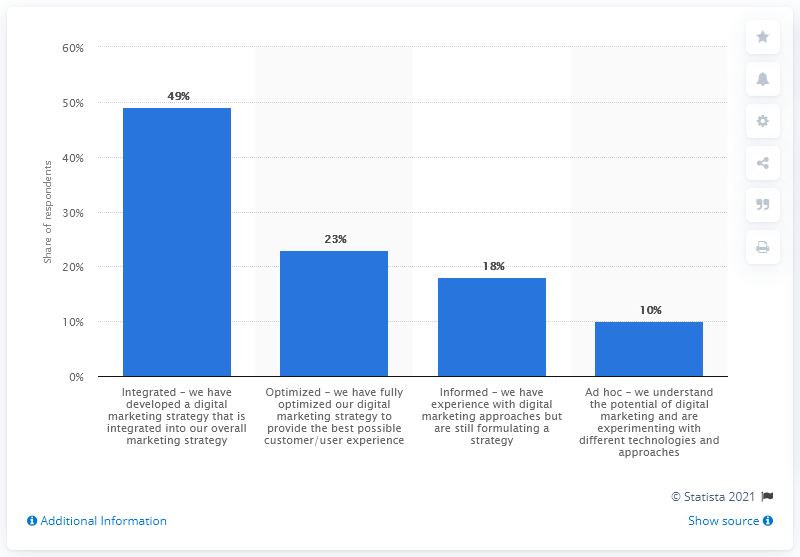 60%
50%
40%
30%
20%
10%
0%
Share of respondents
49%
23%
18%
10%
Integrated – we have
developed a digital
marketing strategy that is
integrated into our overall
marketing strategy
Optimized – we have fully
optimized our digital
marketing strategy to
provide the best possible
customer/user experience
Informed – we have
experience with digital
marketing approaches but
are still formulating a
strategy
Ad hoc – we understand
the potential of digital
marketing and are
experimenting with
different technologies and
approaches
© Statista 2021
Additional Information
Show source